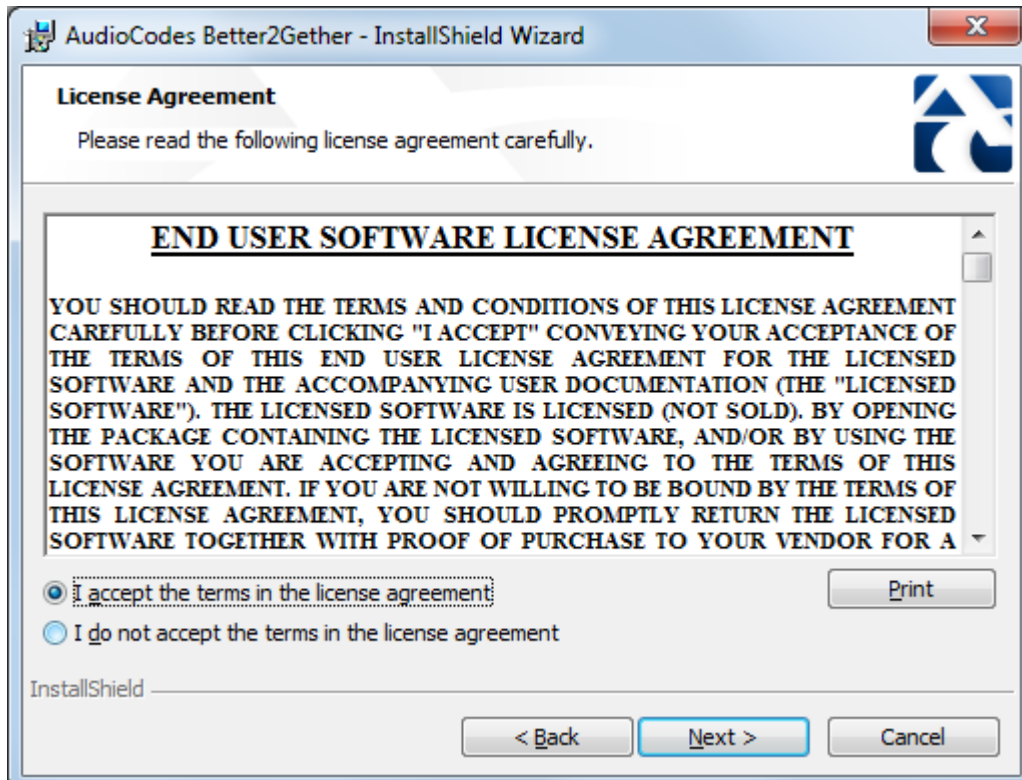 AudioCodes Better2Gether - InstallShield Wizard
License Agreement
Please read the following license agreement carefully.
END USER SOFTWARE LICENSE AGREEMENT
YOU SHOULD READ THE TERMS AND CONDITIONS OF THIS LICENSE AGREEMENT
CAREFULLY BEFORE CLICKING "I ACCEPT" CONVEYING YOUR ACCEPTANCE OF
THE TERMS OF THIS END USER LICENSE AGREEMENT FOR THE LICENSED
SOFTWARE AND THE ACCOMPANYING USER DOCUMENTATION (THE "LICENSED
SOFTWARE"). THE LICENSED SOFTWARE IS LICENSED (NOT SOLD). BY OPENING
THE PACKAGE CONTAINING THE LICENSED SOFTWARE, AND/OR BY USING THE
SOFTWARE YOU ARE ACCEPTING AND AGREEING TO THE TERMS OF THIS
LICENSE AGREEMENT. IF YOU ARE NOT WILLING TO BE BOUND BY THE TERMS OF
THIS LICENSE AGREEMENT, YOU SHOULD PROMPTLY RETURN THE LICENSED
SOFTWARE TOGETHER WITH PROOF OF PURCHASE TO YOUR VENDOR FOR A
I accept the terms in the license agreement
Print
I do not accept the terms in the license agreement
InstallShield
< Back Next > Cancel